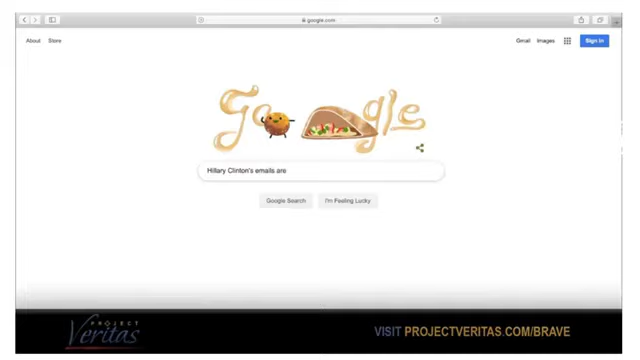 google.com
About Store Gmail Images Sign in
Google
Hillary Clinton's emails are
Google Search I'm Feeling Lucky
PROJECT
Veritas
VISIT PROJECTVERITAS.COM/BRAVE